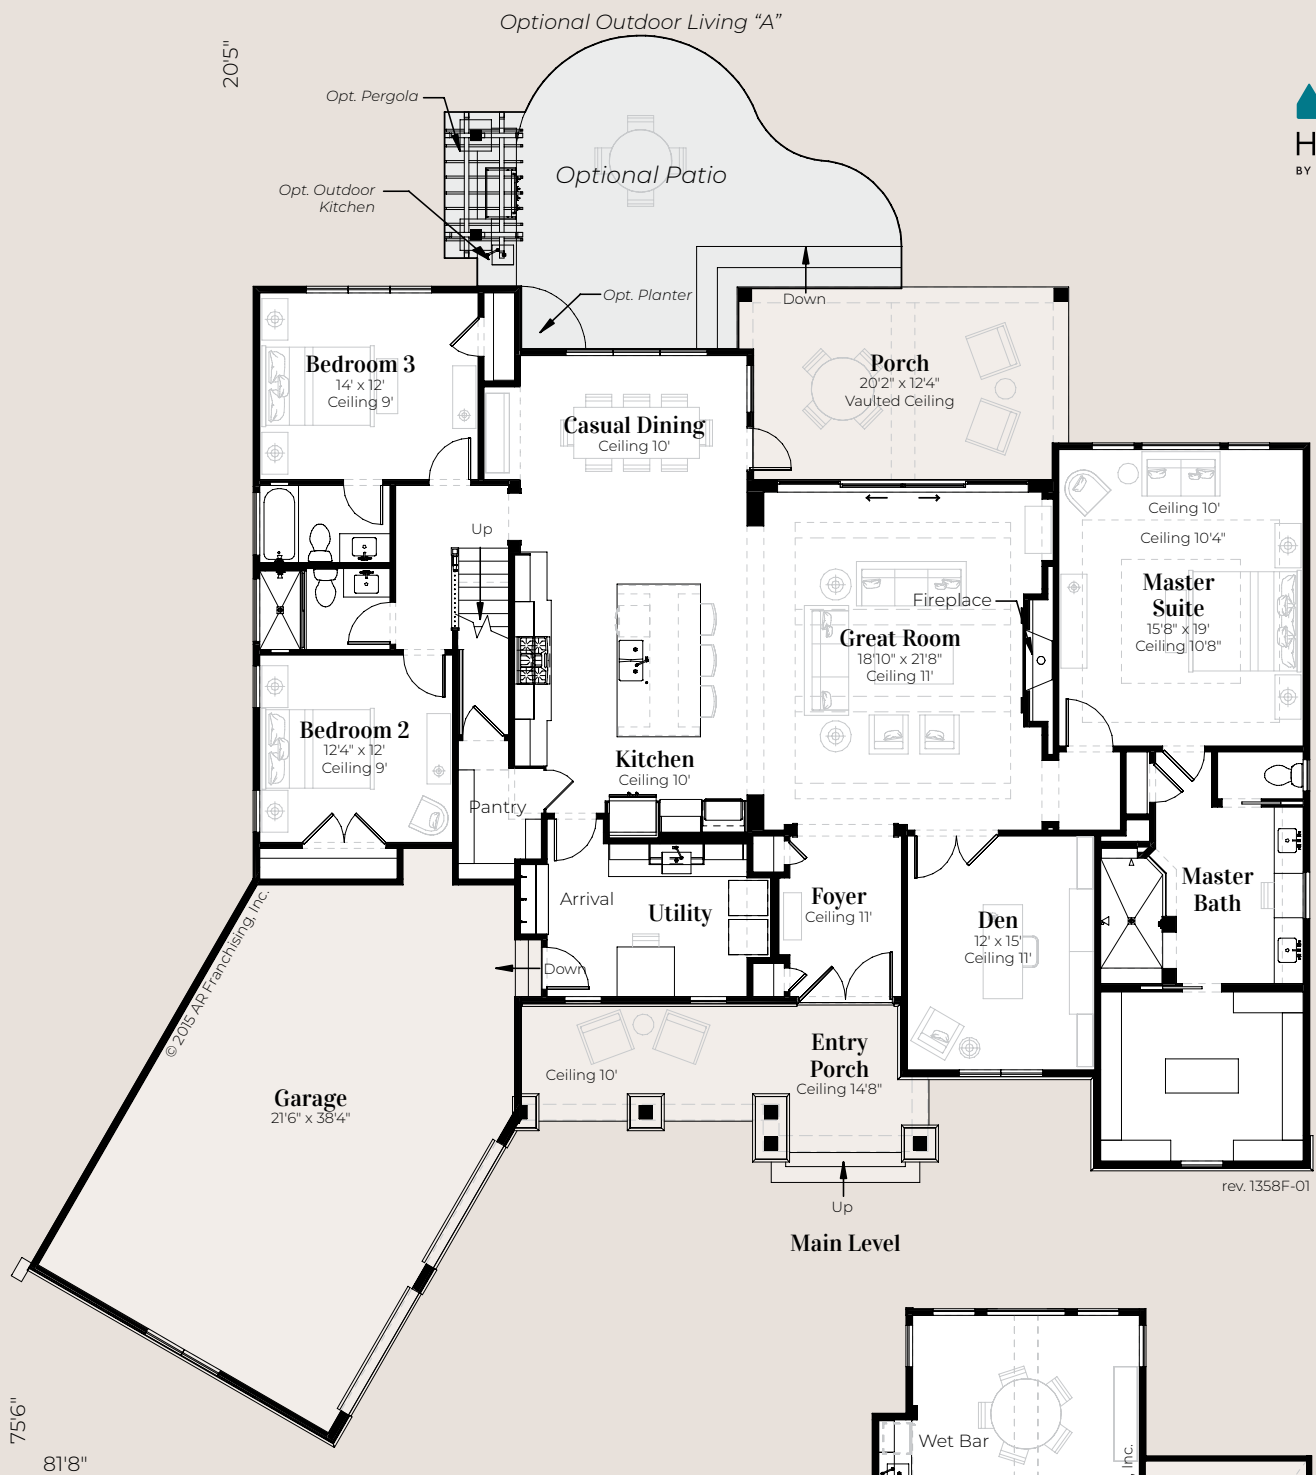 Optional Outdoor Living “A”
20'5"
Opt. Pergola
H
BY
Optional Patio
Opt. Outdoor
Kitchen
Opt. Planter
Down
Bedroom 3
14' x 12'
Ceiling 9'
Porch
20'2" x 12'4"
Vaulted Ceiling
Casual Dining
Ceiling 10'
Up
Ceiling 10'
Ceiling 10'4"
Master
Suite
15'8" x 19'
Ceiling 10'8"
Fireplace
Great Room
18'10" x 21'8"
Ceiling 11'
Bedroom 2
12'4" x 12'
Ceiling 9'
Kitchen
Ceiling 10'
Pantry
Arrival
Utility
Foyer
Ceiling 11'
Den
12' x 15'
Ceiling 11'
Master
Bath
Down
© 2015 AR Franchising, Inc.
Entry
Porch
Ceiling 14'8"
Ceiling 10'
Garage
21'6" x 38'4"
Up
rev. 1358F-01
Main Level
75'6"
81'8"
Wet Bar
Inc.